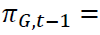 π_{G,t−1} =